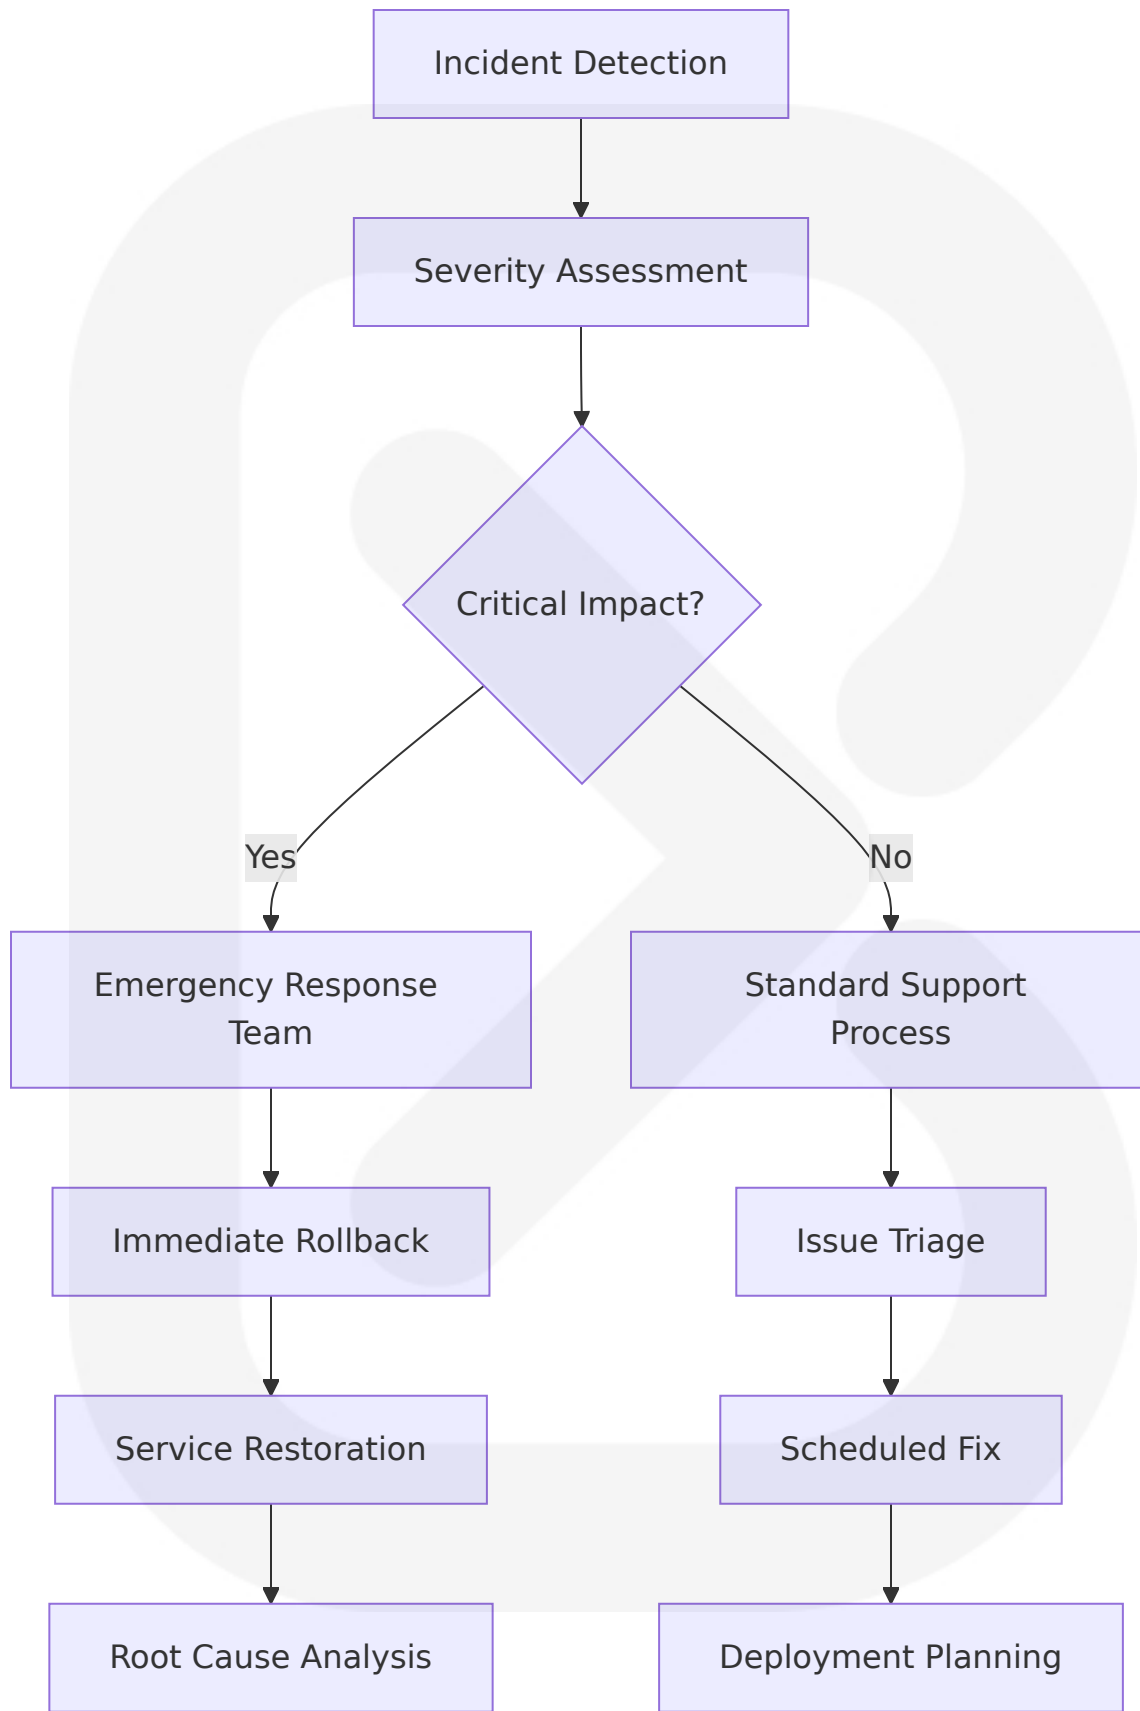 Incident Detection
Severity Assessment
Critical Impact?
Yes
No
Emergency Response
Team
Standard Support
Process
Immediate Rollback
Issue Triage
Service Restoration
Scheduled Fix
Root Cause Analysis
Deployment Planning